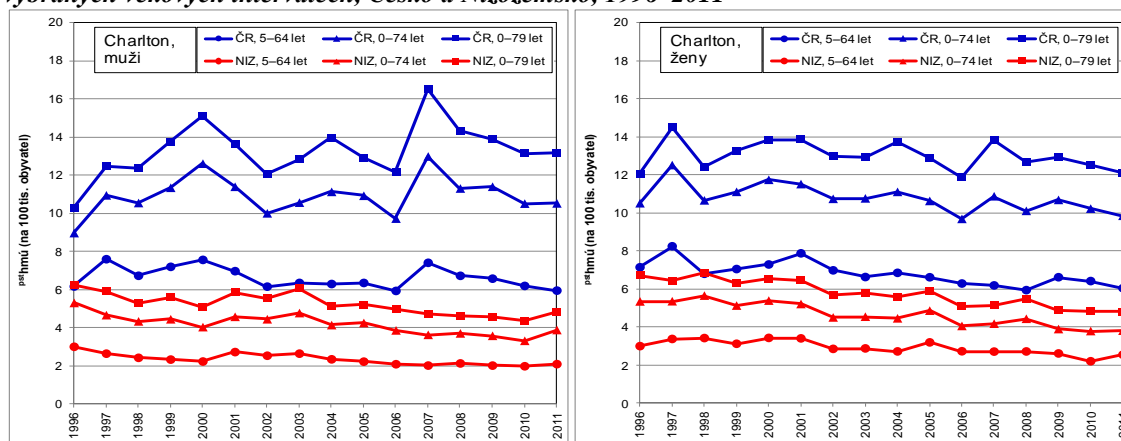 vybraných věkových intervalech, Česko a Nizozemsko, 1996–2011
Charlton,
muži
ČR, 5–64 let
ČR, 0–74 let
ČR, 0–79 let
NIZ, 5–64 let
NIZ, 0–74 let
NIZ, 0–79 let
psthmú (na 100 tis. obyvatel)
20
18
16
14
12
10
8
6
4
2
0
1996
1997
1998
1999
2000
2001
2002
2003
2004
2005
2006
2007
2008
2009
2010
2011
Charlton,
ženy
ČR, 5–64 let
ČR, 0–74 let
ČR, 0–79 let
NIZ, 5–64 let
NIZ, 0–74 let
NIZ, 0–79 let
psthmú (na 100 tis. obyvatel)
20
18
16
14
12
10
8
6
4
2
0
1996
1997
1998
1999
2000
2001
2002
2003
2004
2005
2006
2007
2008
2009
2010